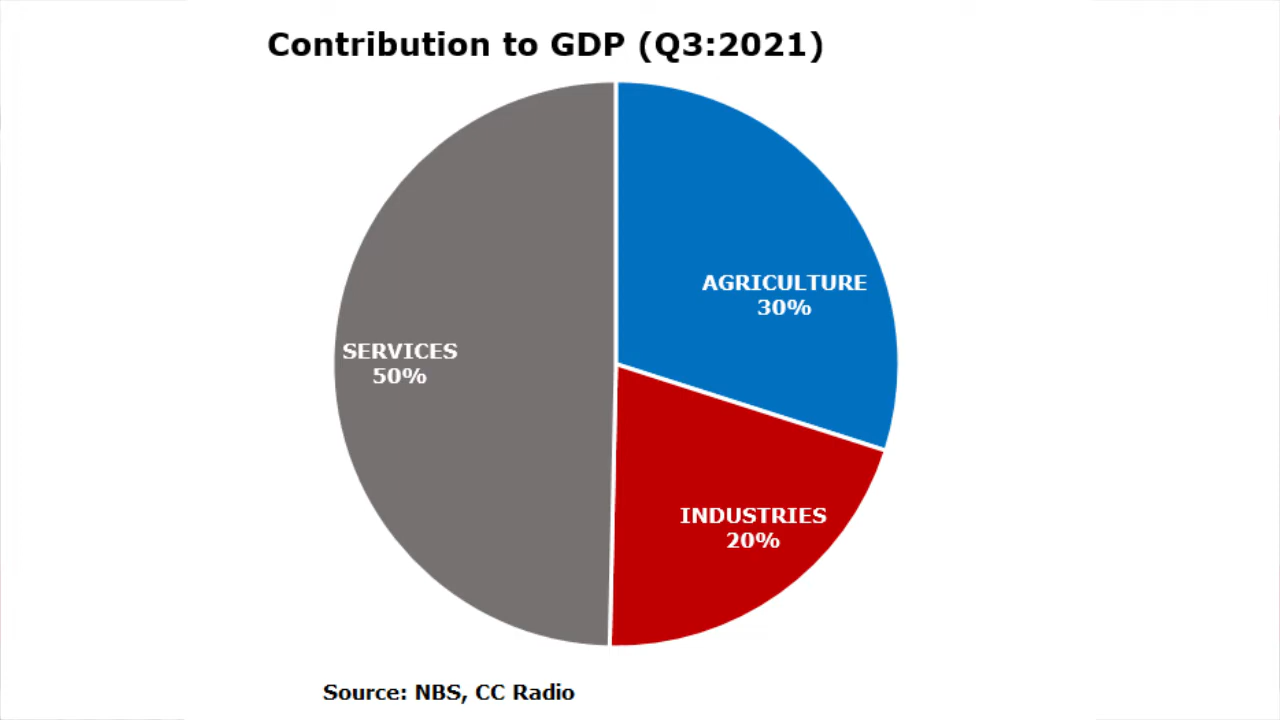 Contribution to GDP (Q3:2021)
AGRICULTURE
30%
SERVICES
50%
INDUSTRIES
20%
Source: NBS, CC Radio